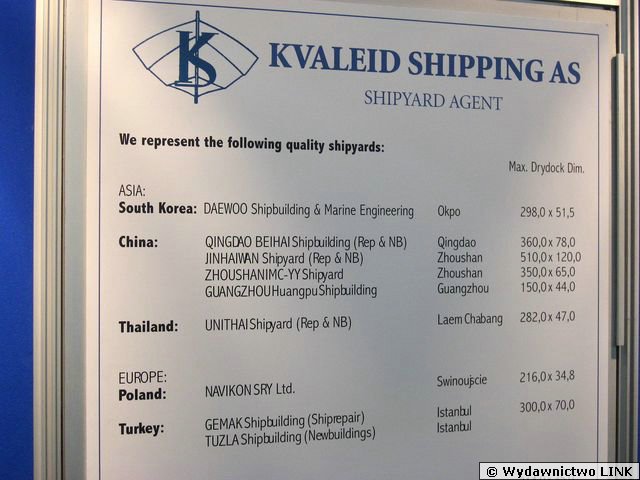 KS
KVALEID SHIPPING AS
SHIPYARD AGENT
We represent the following quality shipyards:
Max. Drydock Dim.
ASIA:
South Korea: DAEWOO Shipbuilding & Marine Engineering Okpo 298,0 x 51,5
China: QINGDAO BEIHAI Shipbuilding (Rep & NB) Qingdao 360,0 x 78,0
JINHAIWAN Shipyard (Rep & NB) Zhoushan 510,0 x 120,0
ZHOUSHAN IMC-YY Shipyard Zhoushan 350,0 x 65,0
GUANGZHOU Huangpu Shipbuilding Guangzhou 150,0 x 44,0
Thailand: UNITHAI Shipyard (Rep & NB) Laem Chabang 282,0 x 47,0
EUROPE:
Poland: NAVIKON SRY Ltd. Swinoujscie 216,0 x 34,8
Turkey: GEMAK Shipbuilding (Shiprepair) Istanbul 300,0 x 70,0
TUZLA Shipbuilding (Newbuildings) Istanbul
© Wydawnictwo LINK